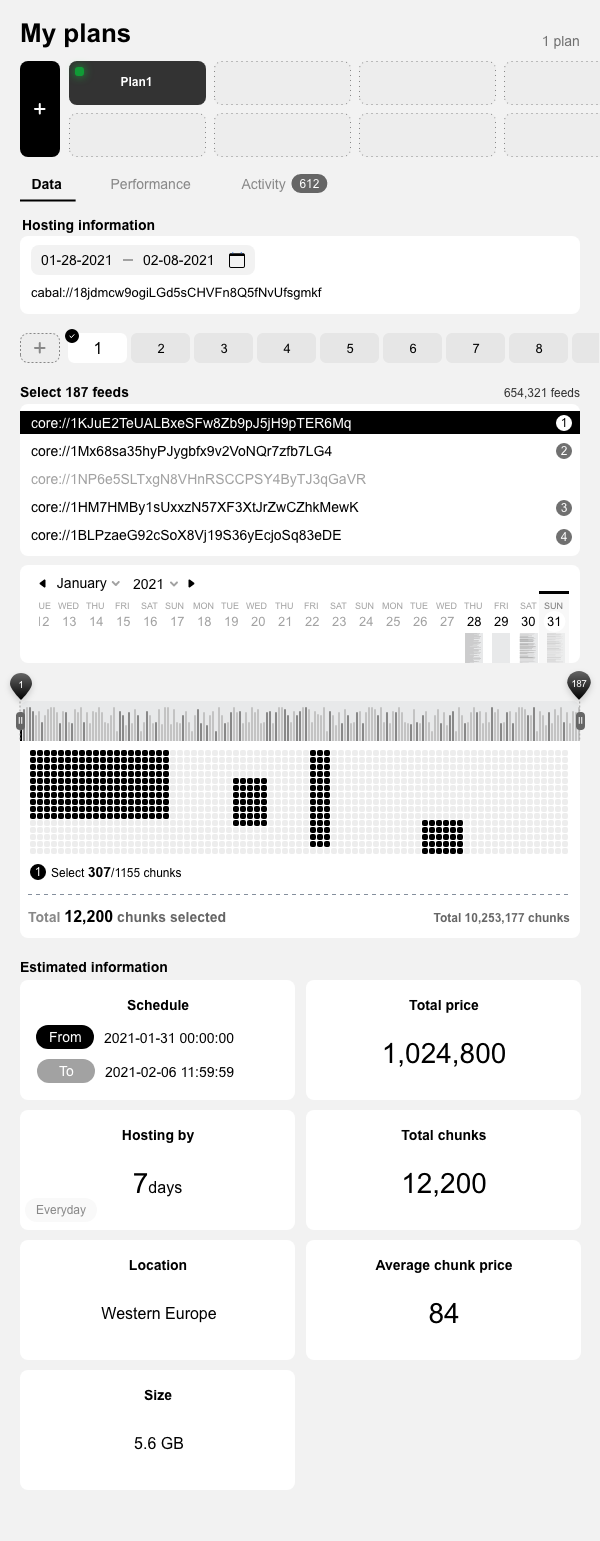 My plans
1 plan
+
Plan1
Data Performance Activity 612
Hosting information
01-28-2021 — 02-08-2021
cabal://18jdmcw9ogiLGd5sCHVFn8Q5fNvUfsgmkf
+ 1 2 3 4 5 6 7 8
Select 187 feeds 654,321 feeds
core://1KJuE2TeUALBxeSFw8Zb9pJ5jH9pTER6Mq 1
core://1Mx68sa35hyPJygbfx9v2VoNQr7zfb7LG4 2
core://1NP6e5SLTxgN8VHnRSCCPSY4ByTJ3qGaVR
core://1HM7HMBy1sUxxzN57XF3XtJrZwCZhkMewK 3
core://1BLPzaeG92cSoX8Vj19S36yEcjoSq83eDE 4
January 2021
UE WED THU FRI SAT SUN MON TUE WED THU FRI SAT SUN MON TUE WED THU FRI SAT SUN
12 13 14 15 16 17 18 19 20 21 22 23 24 25 26 27 28 29 30 31
1 187
1 Select 307/1155 chunks
Total 12,200 chunks selected Total 10,253,177 chunks
Estimated information
Schedule
From 2021-01-31 00:00:00
To 2021-02-06 11:59:59
Total price
1,024,800
Hosting by
7days
Everyday
Total chunks
12,200
Location
Western Europe
Average chunk price
84
Size
5.6 GB